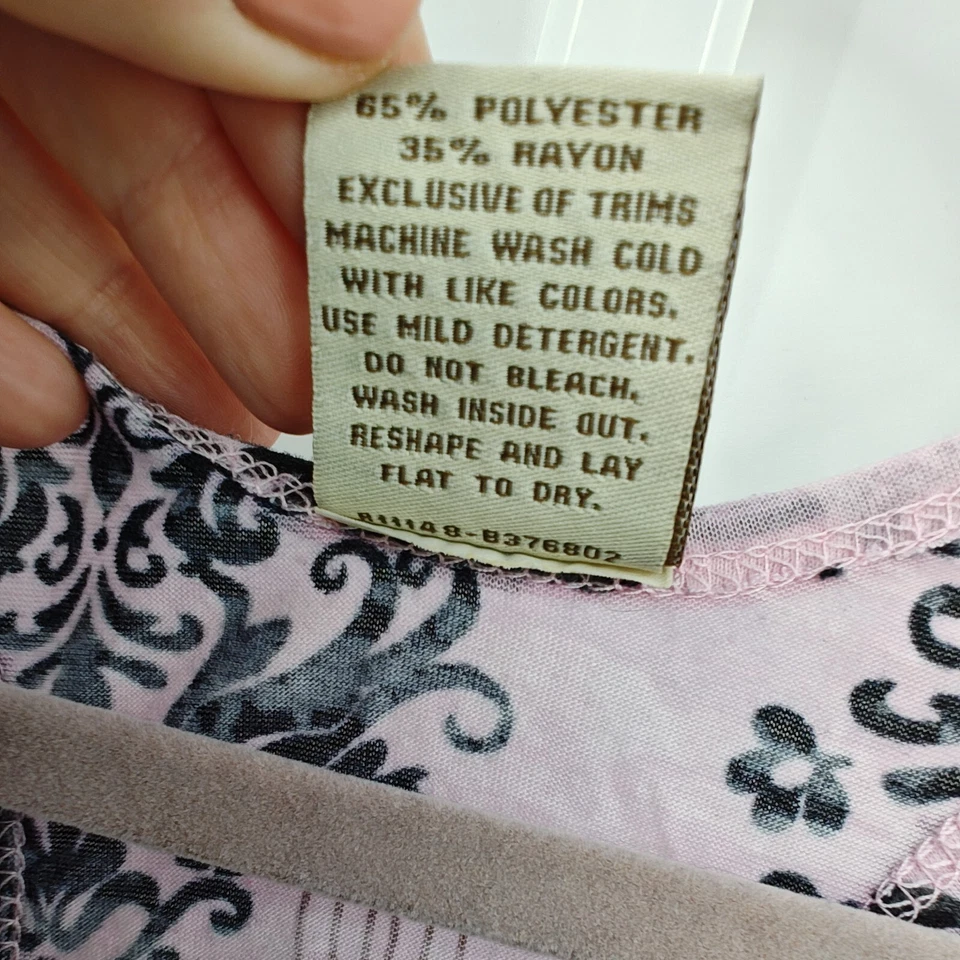 65% POLYESTER
35% RAYON
EXCLUSIVE OF TRIMS
MACHINE WASH COLD
WITH LIKE COLORS.
USE MILD DETERGENT.
DO NOT BLEACH.
WASH INSIDE OUT.
RESHAPE AND LAY
FLAT TO DRY.